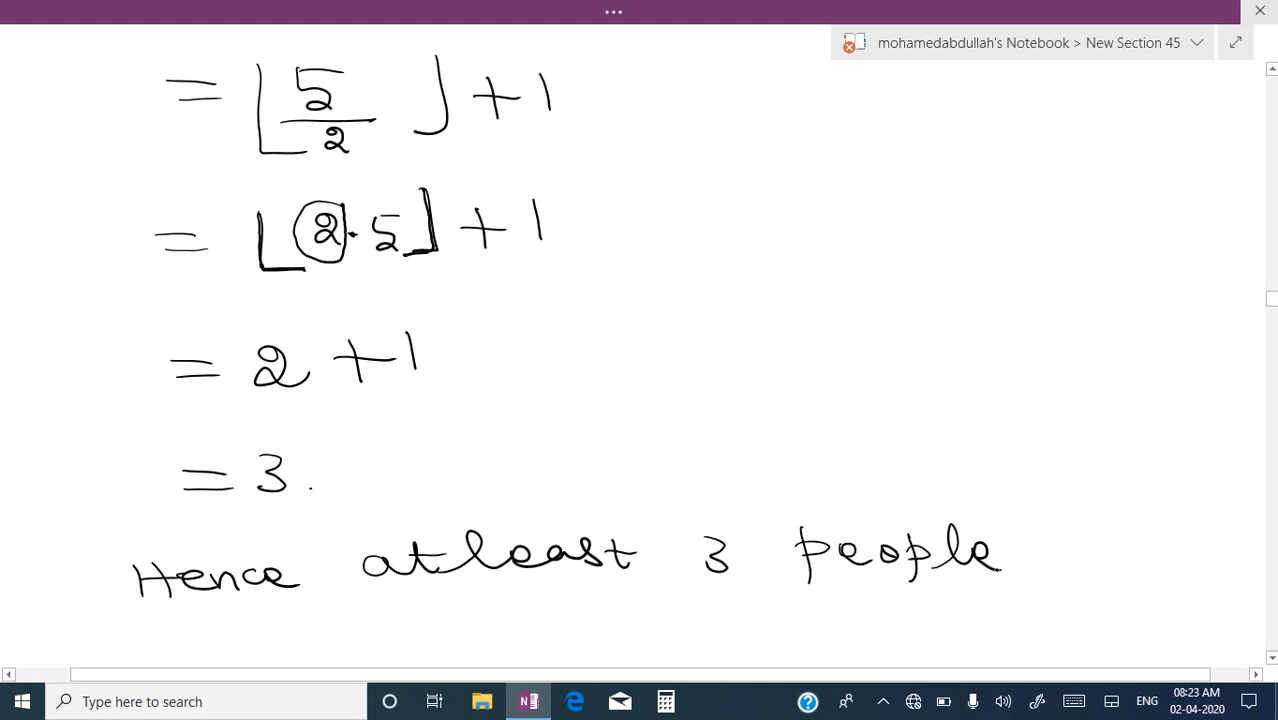 ...
mohamedabdullah's Notebook > New Section 45
= ⌊5/2⌋ + 1
= ⌊2.5⌋ + 1
= 2 + 1
= 3.
Hence atleast 3 people
Type here to search
ENG
08:23 AM
02-04-2020